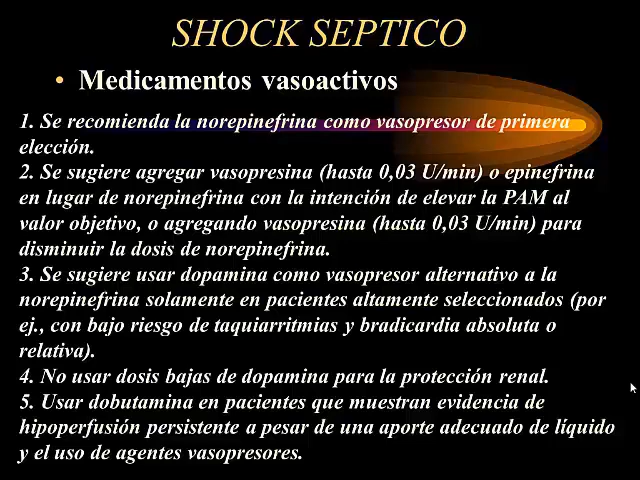 SHOCK SEPTICO
• Medicamentos vasoactivos
1. Se recomienda la norepinefrina como vasopresor de primera
elección.
2. Se sugiere agregar vasopresina (hasta 0,03 U/min) o epinefrina
en lugar de norepinefrina con la intención de elevar la PAM al
valor objetivo, o agregando vasopresina (hasta 0,03 U/min) para
disminuir la dosis de norepinefrina.
3. Se sugiere usar dopamina como vasopresor alternativo a la
norepinefrina solamente en pacientes altamente seleccionados (por
ej., con bajo riesgo de taquiarritmias y bradicardia absoluta o
relativa).
4. No usar dosis bajas de dopamina para la protección renal.
5. Usar dobutamina en pacientes que muestran evidencia de
hipoperfusión persistente a pesar de una aporte adecuado de líquido
y el uso de agentes vasopresores.